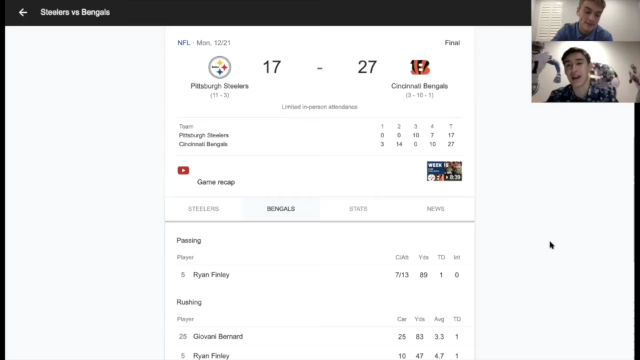 Steelers vs Bengals
NFL · Mon, 12/21
Final
17 - 27
Pittsburgh Steelers
Cincinnati Bengals
(11 - 3)
(3 - 10 - 1)
Limited in-person attendance
Team 1 2 3 4 T
Pittsburgh Steelers 0 0 10 7 17
Cincinnati Bengals 3 14 0 10 27
WEEK 15
8:39
Game recap
STEELERS BENGALS STATS NEWS
Passing
Player C/Att Yds TD Int
5 Ryan Finley 7/13 89 1 0
Rushing
Player Car Yds Avg TD
25 Giovani Bernard 25 83 3.3 1
5 Ryan Finley 10 47 4.7 1